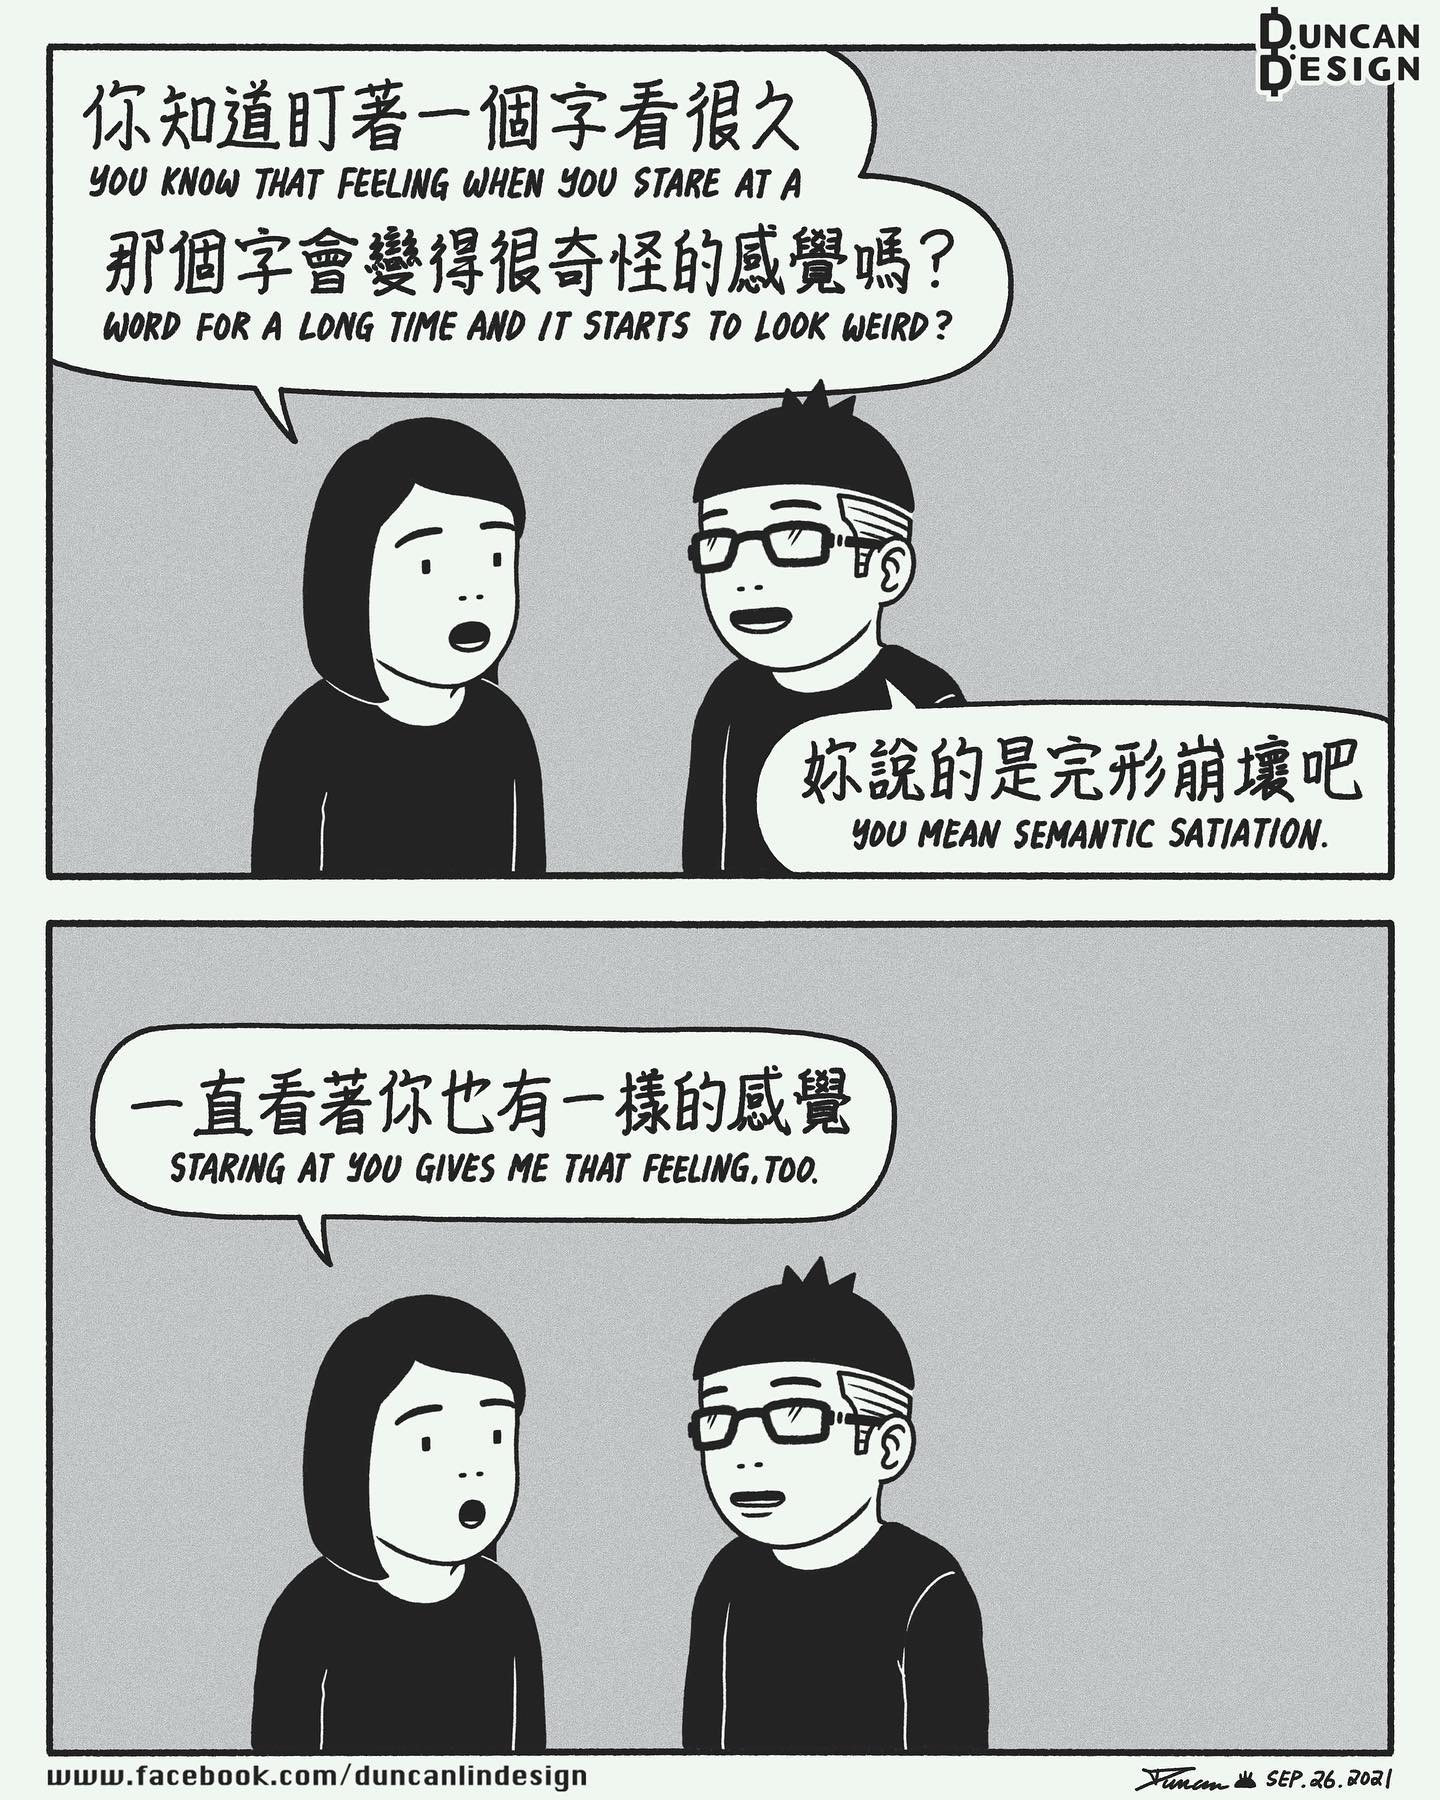 DUNCAN
DESIGN
你知道盯著一個字看很久
YOU KNOW THAT FEELING WHEN YOU STARE AT A
那個字會變得很奇怪的感覺嗎？
WORD FOR A LONG TIME AND IT STARTS TO LOOK WEIRD?
妳說的是完形崩壞吧
YOU MEAN SEMANTIC SATIATION.
一直看著你也有一樣的感覺
STARING AT YOU GIVES ME THAT FEELING, TOO.
www.facebook.com/duncanlindesign
Duncan SEP. 26. 2021